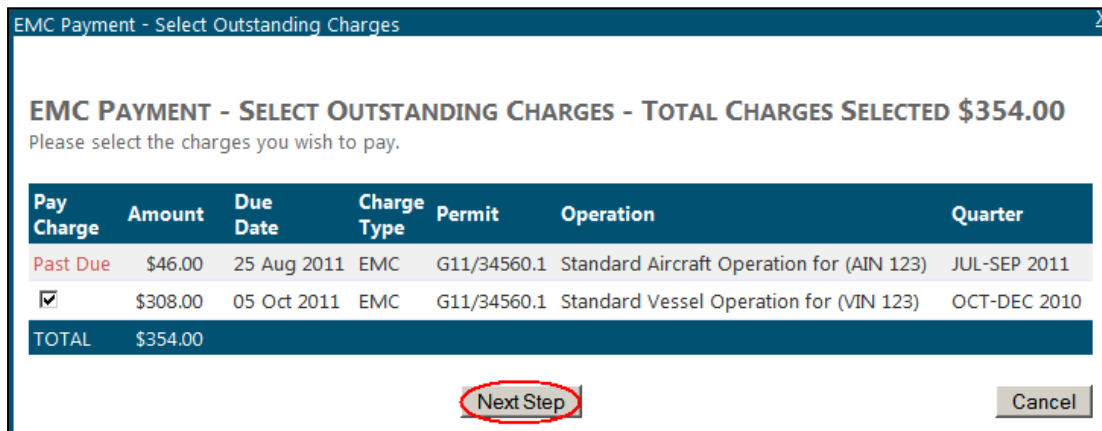 EMC Payment - Select Outstanding Charges X
EMC PAYMENT - SELECT OUTSTANDING CHARGES - TOTAL CHARGES SELECTED $354.00
Please select the charges you wish to pay.
Pay Charge Amount Due Date Charge Type Permit Operation Quarter
Past Due $46.00 25 Aug 2011 EMC G11/34560.1 Standard Aircraft Operation for (AIN 123) JUL-SEP 2011
$308.00 05 Oct 2011 EMC G11/34560.1 Standard Vessel Operation for (VIN 123) OCT-DEC 2010
TOTAL $354.00
Next Step Cancel